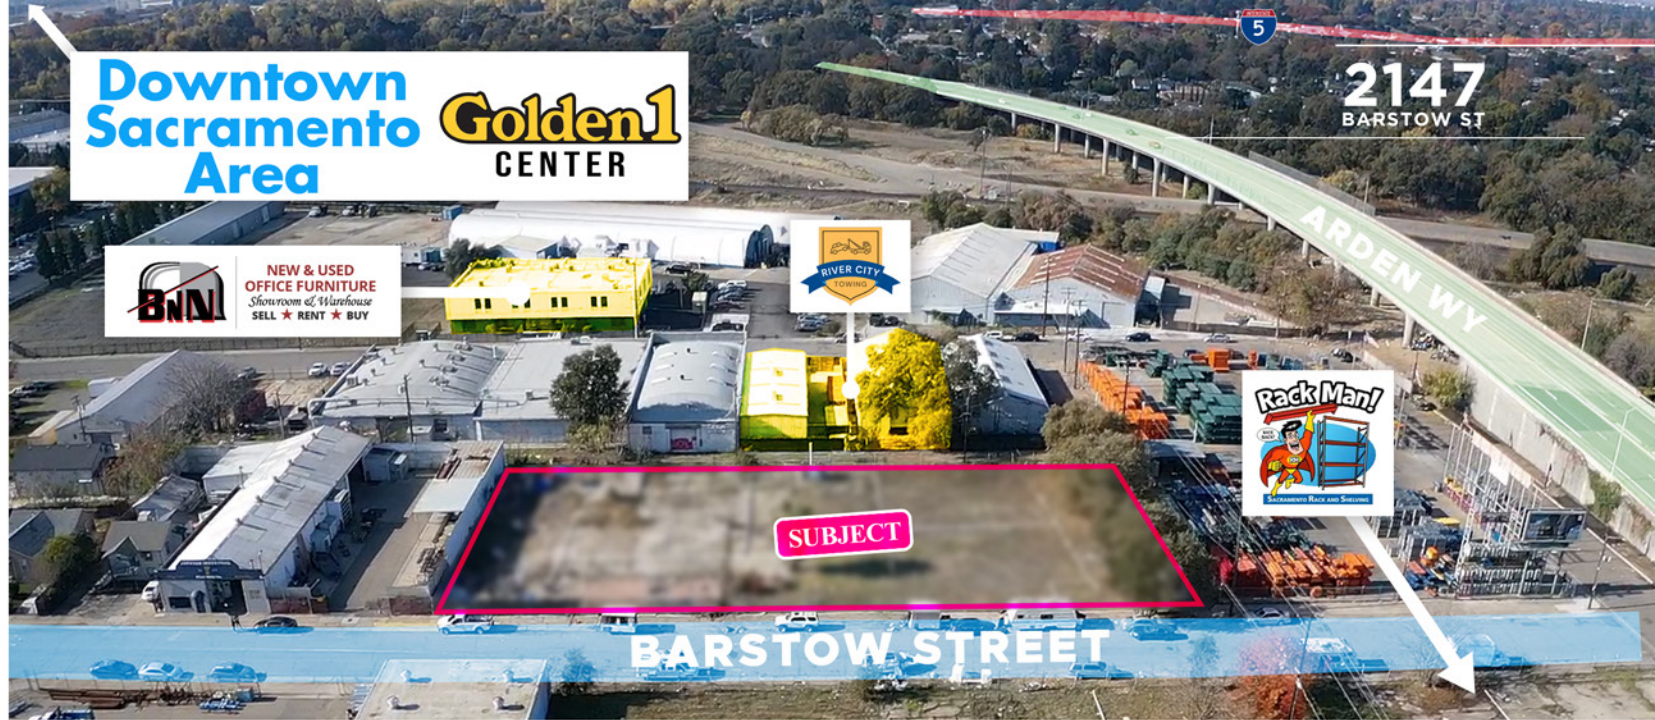 INTERSTATE
5
2147
BARSTOW ST
Downtown
Sacramento
Area
Golden1
CENTER
ARDEN WY
BNN
NEW & USED
OFFICE FURNITURE
Showroom & Warehouse
SELL ★ RENT ★ BUY
RIVER CITY
TOWING
Rack Man!
SACRAMENTO RACK AND SHELVING
SUBJECT
BARSTOW STREET